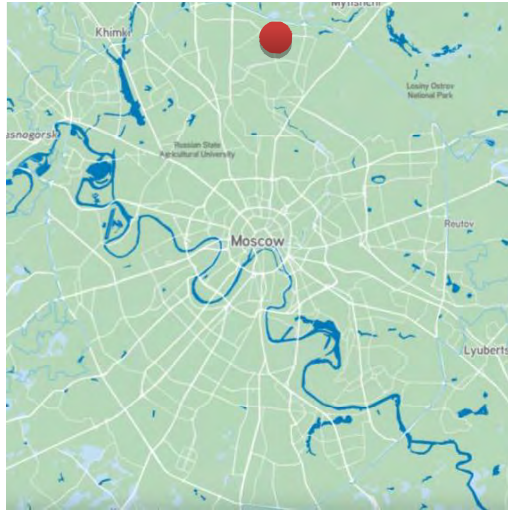 Mytishchi
Khimki
Losiny Ostrov
National Park
asnogorsk
Russian State
Agricultural University
Reutov
Moscow
Lyuberts